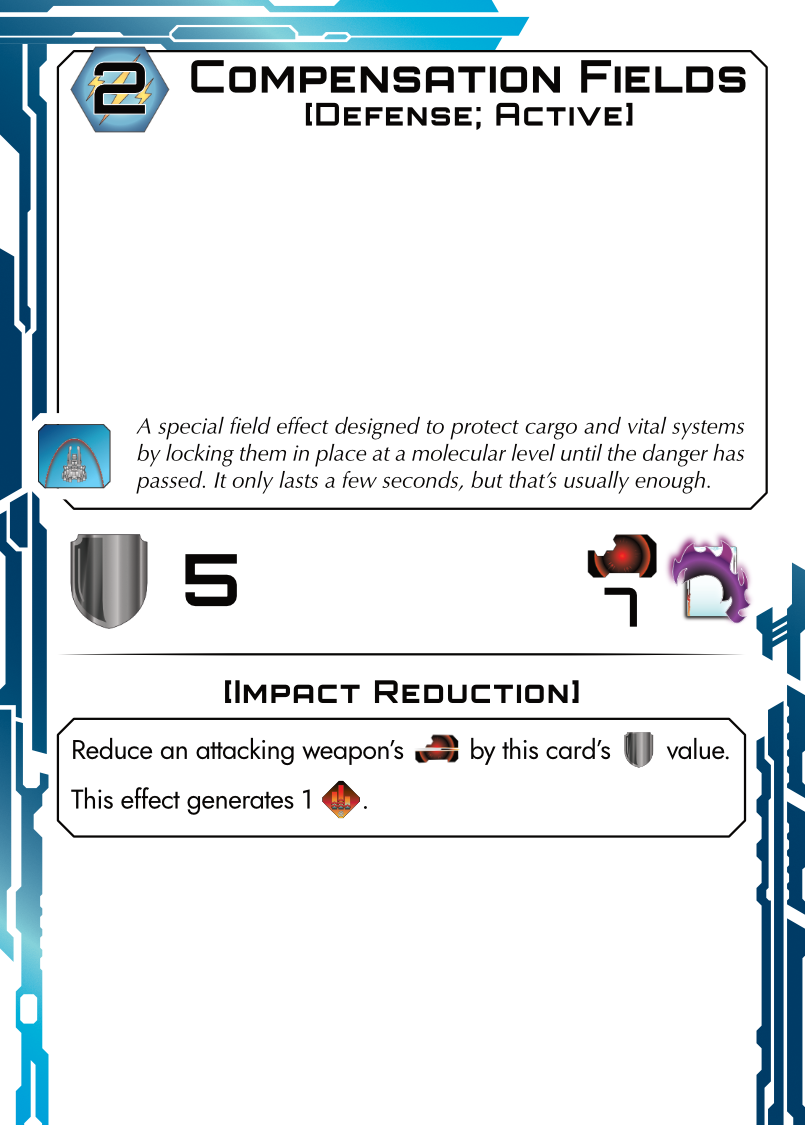 2
Compensation Fields
[Defense; Active]
A special field effect designed to protect cargo and vital systems
by locking them in place at a molecular level until the danger has
passed. It only lasts a few seconds, but that's usually enough.
5
7
[Impact Reduction]
Reduce an attacking weapon's by this card's value.
This effect generates 1 .